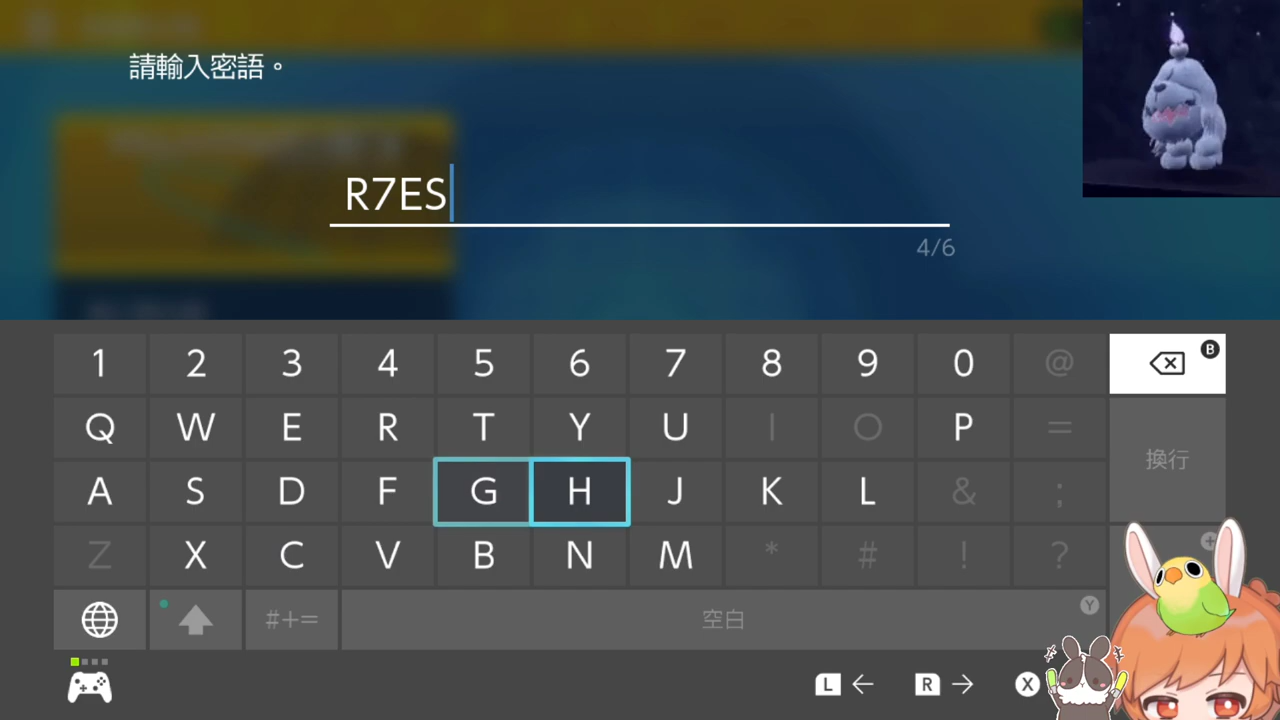 請輸入密語。
R7ES
4/6
1 2 3 4 5 6 7 8 9 0 @
B
Q W E R T Y U I O P =
換行
A S D F G H J K L & ;
Z X C V B N M * # ! ?
+
#+= 空白 Y
L ← R → X